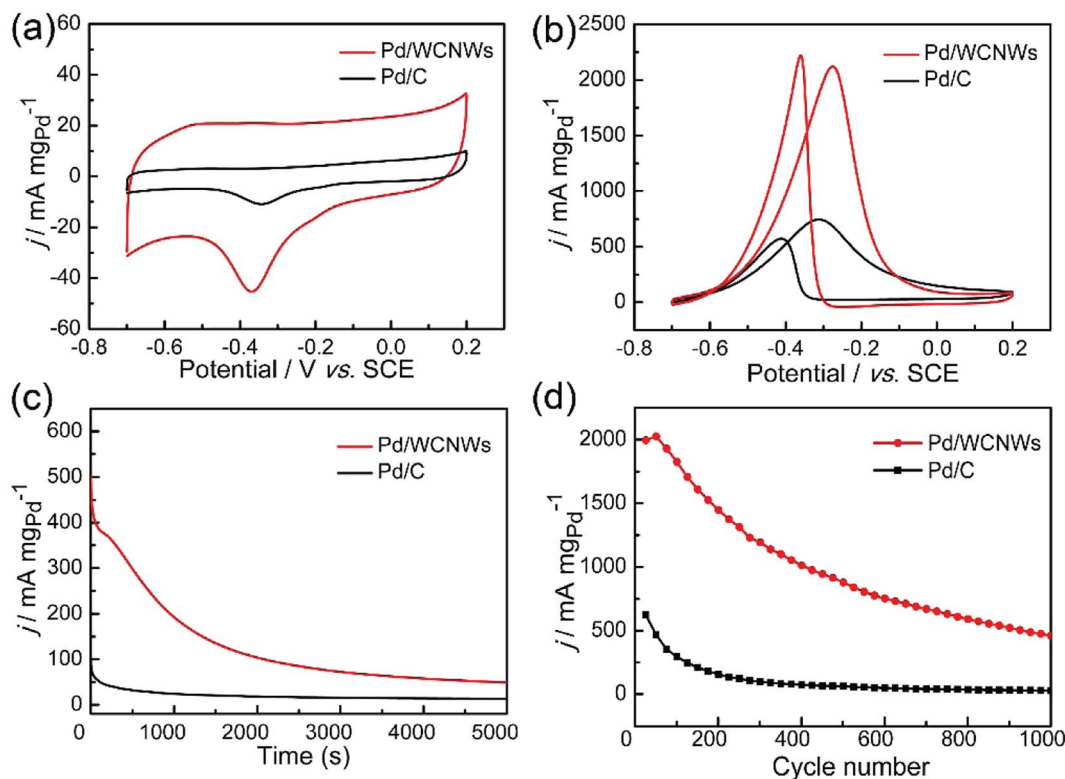 (a)
60
40
20
0
-20
-40
-60
j / mA mgPd-1
Pd/WCNWs
Pd/C
-0.8 -0.6 -0.4 -0.2 0.0 0.2
Potential / V vs. SCE
(b)
2500
2000
1500
1000
500
0
j / mA mgPd-1
Pd/WCNWs
Pd/C
-0.8 -0.6 -0.4 -0.2 0.0 0.2
Potential / vs. SCE
(c)
600
500
400
300
200
100
0
j / mA mgPd-1
Pd/WCNWs
Pd/C
1000 2000 3000 4000 5000
Time (s)
(d)
2000
1500
1000
500
0
j / mA mgPd-1
Pd/WCNWs
Pd/C
0 200 400 600 800 1000
Cycle number